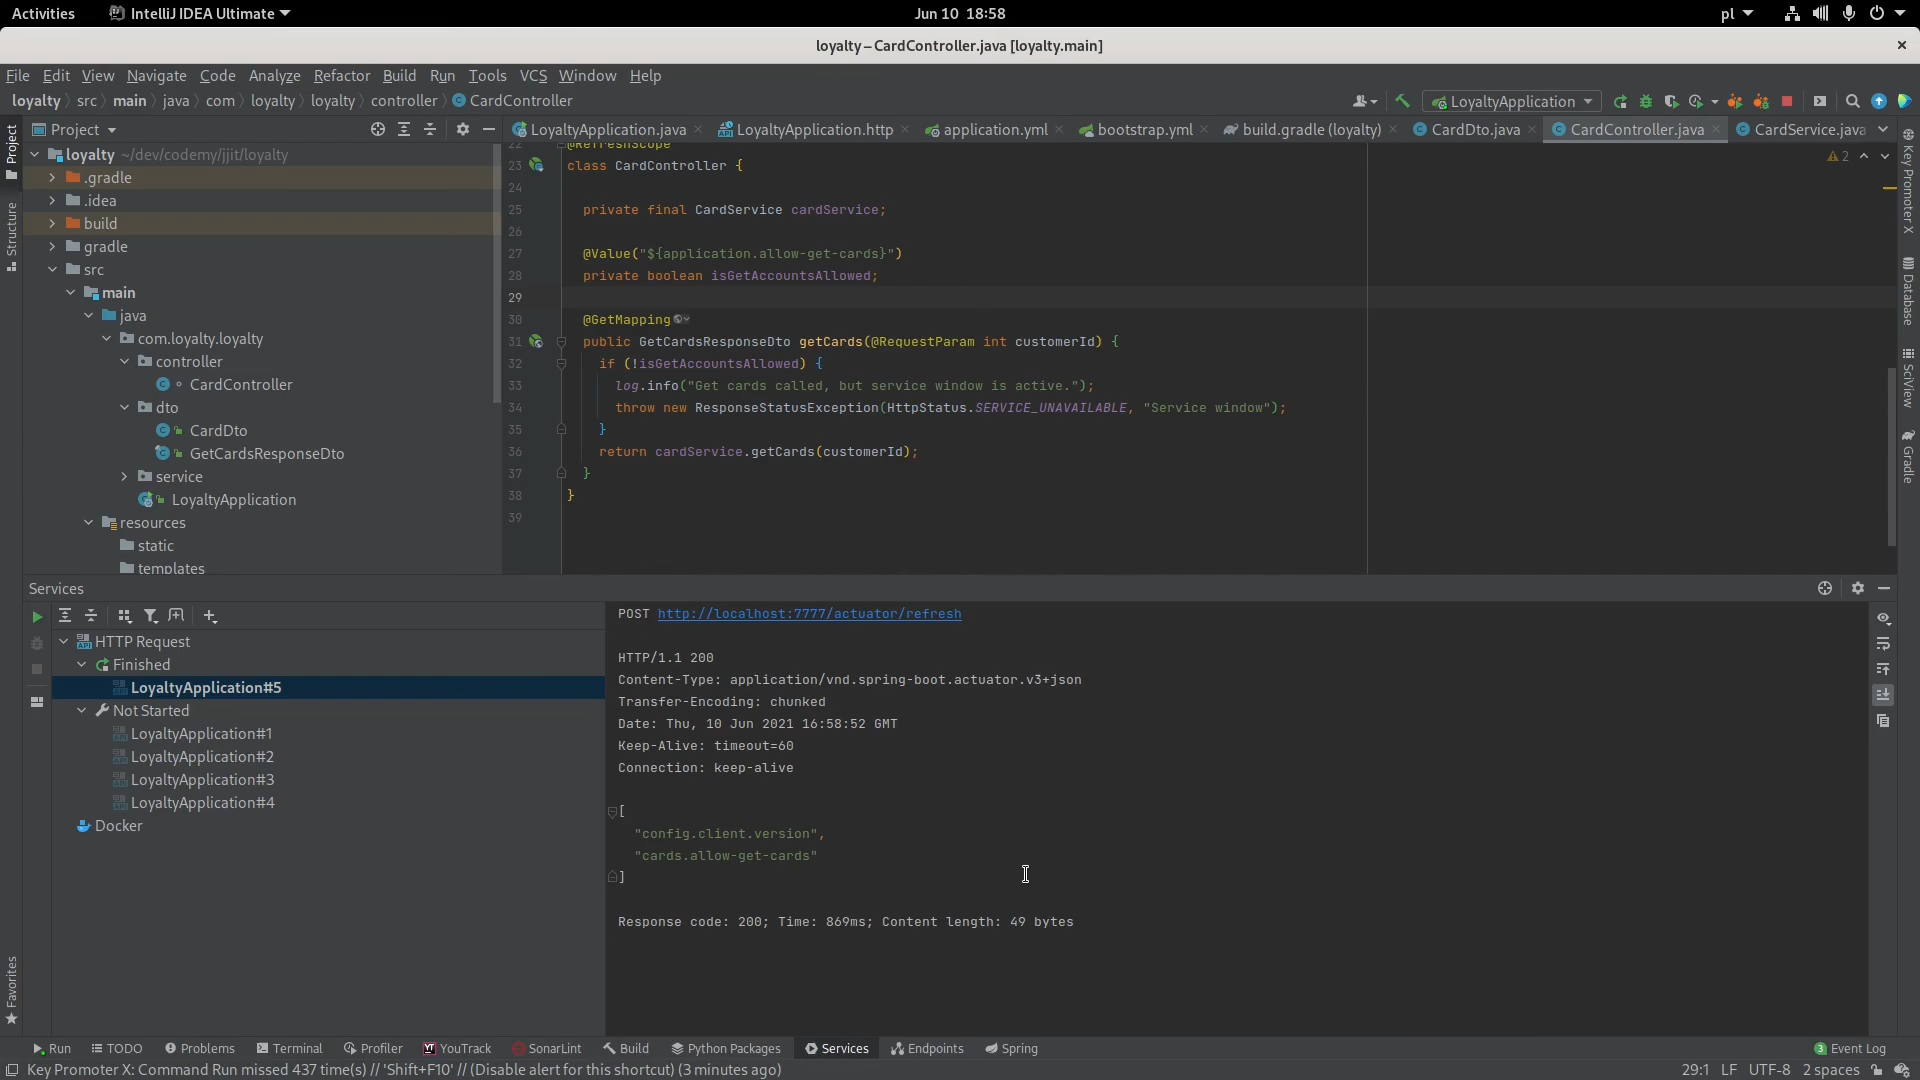 Activities
IntelliJ IDEA Ultimate
Jun 10 18:58
pl
loyalty – CardController.java [loyalty.main]
File Edit View Navigate Code Analyze Refactor Build Run Tools VCS Window Help
loyalty src main java com loyalty loyalty controller CardController
LoyaltyApplication
Project
LoyaltyApplication.java LoyaltyApplication.http application.yml bootstrap.yml build.gradle (loyalty) CardDto.java CardController.java CardService.java
Project
Structure
Favorites
loyalty ~/dev/codemy/jjit/loyalty
.gradle
.idea
build
gradle
src
main
java
com.loyalty.loyalty
controller
CardController
dto
CardDto
GetCardsResponseDto
service
LoyaltyApplication
resources
static
templates
22 @RefreshScope
23 class CardController {
24
25 private final CardService cardService;
26
27 @Value("${application.allow-get-cards}")
28 private boolean isGetAccountsAllowed;
29
30 @GetMapping
31 public GetCardsResponseDto getCards(@RequestParam int customerId) {
32 if (!isGetAccountsAllowed) {
33 log.info("Get cards called, but service window is active.");
34 throw new ResponseStatusException(HttpStatus.SERVICE_UNAVAILABLE, "Service window");
35 }
36 return cardService.getCards(customerId);
37 }
38 }
39
2
Key Promoter X
Database
SciView
Gradle
Services
HTTP Request
Finished
LoyaltyApplication#5
Not Started
LoyaltyApplication#1
LoyaltyApplication#2
LoyaltyApplication#3
LoyaltyApplication#4
Docker
POST http://localhost:7777/actuator/refresh
HTTP/1.1 200
Content-Type: application/vnd.spring-boot.actuator.v3+json
Transfer-Encoding: chunked
Date: Thu, 10 Jun 2021 16:58:52 GMT
Keep-Alive: timeout=60
Connection: keep-alive
[
"config.client.version",
"cards.allow-get-cards"
]
Response code: 200; Time: 869ms; Content length: 49 bytes
Run TODO Problems Terminal Profiler YouTrack SonarLint Build Python Packages Services Endpoints Spring
3 Event Log
Key Promoter X: Command Run missed 437 time(s) // 'Shift+F10' // (Disable alert for this shortcut) (3 minutes ago)
29:1 LF UTF-8 2 spaces